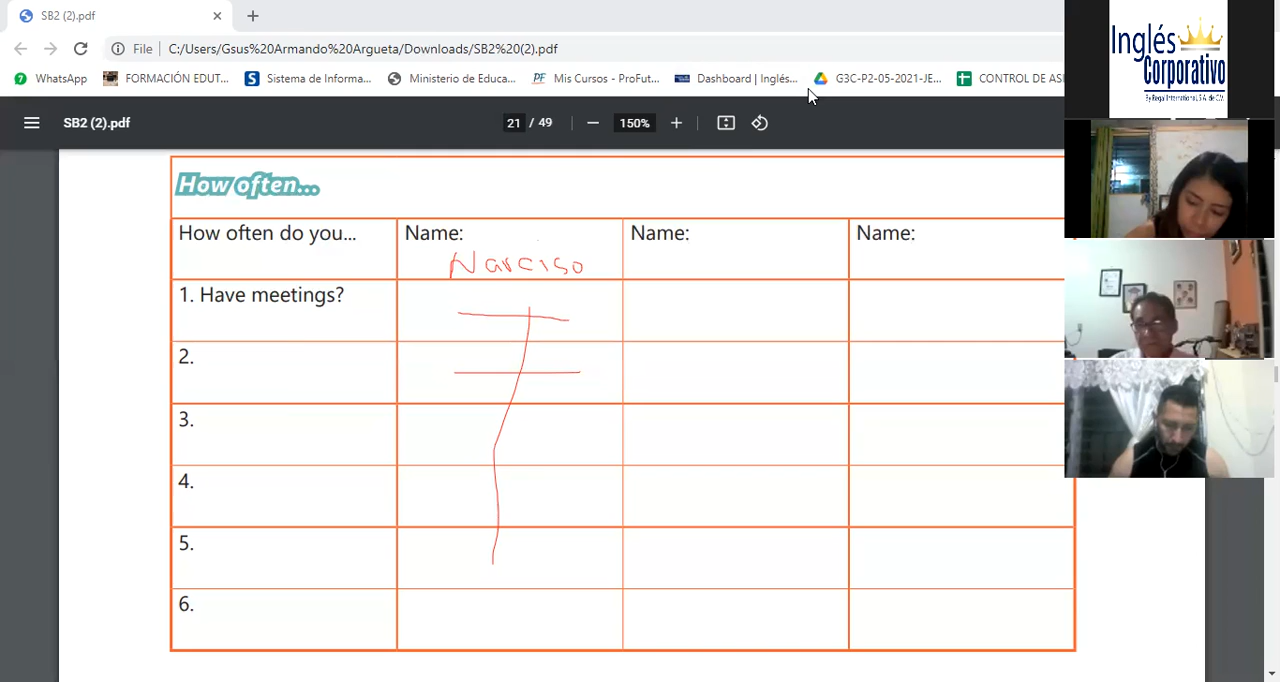 SB2 (2).pdf
File C:/Users/Gsus%20Armando%20Argueta/Downloads/SB2%20(2).pdf
7 WhatsApp FORMACIÓN EDUT... S Sistema de Informa... Ministerio de Educa... PF Mis Cursos - ProFut... Dashboard | Inglés... G3C-P2-05-2021-JE... CONTROL DE ASI
Inglés
Corporativo
SB2 (2).pdf 21 / 49 150%
How often...
How often do you... Name: Name: Name:
Narciso
1. Have meetings?
2.
3.
4.
5.
6.